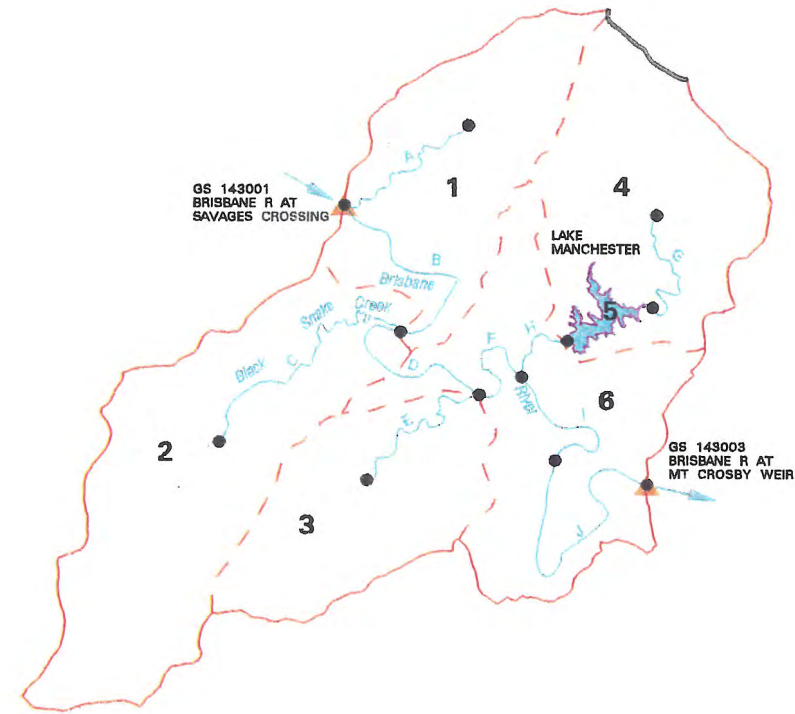 A
1
GS 143001
BRISBANE R AT
SAVAGES CROSSING
4
LAKE
MANCHESTER
G
B
Brisbane
5
Snake Creek
H
F
D
C
Black
River
I
6
E
2
GS 143003
BRISBANE R AT
MT CROSBY WEIR
3
J